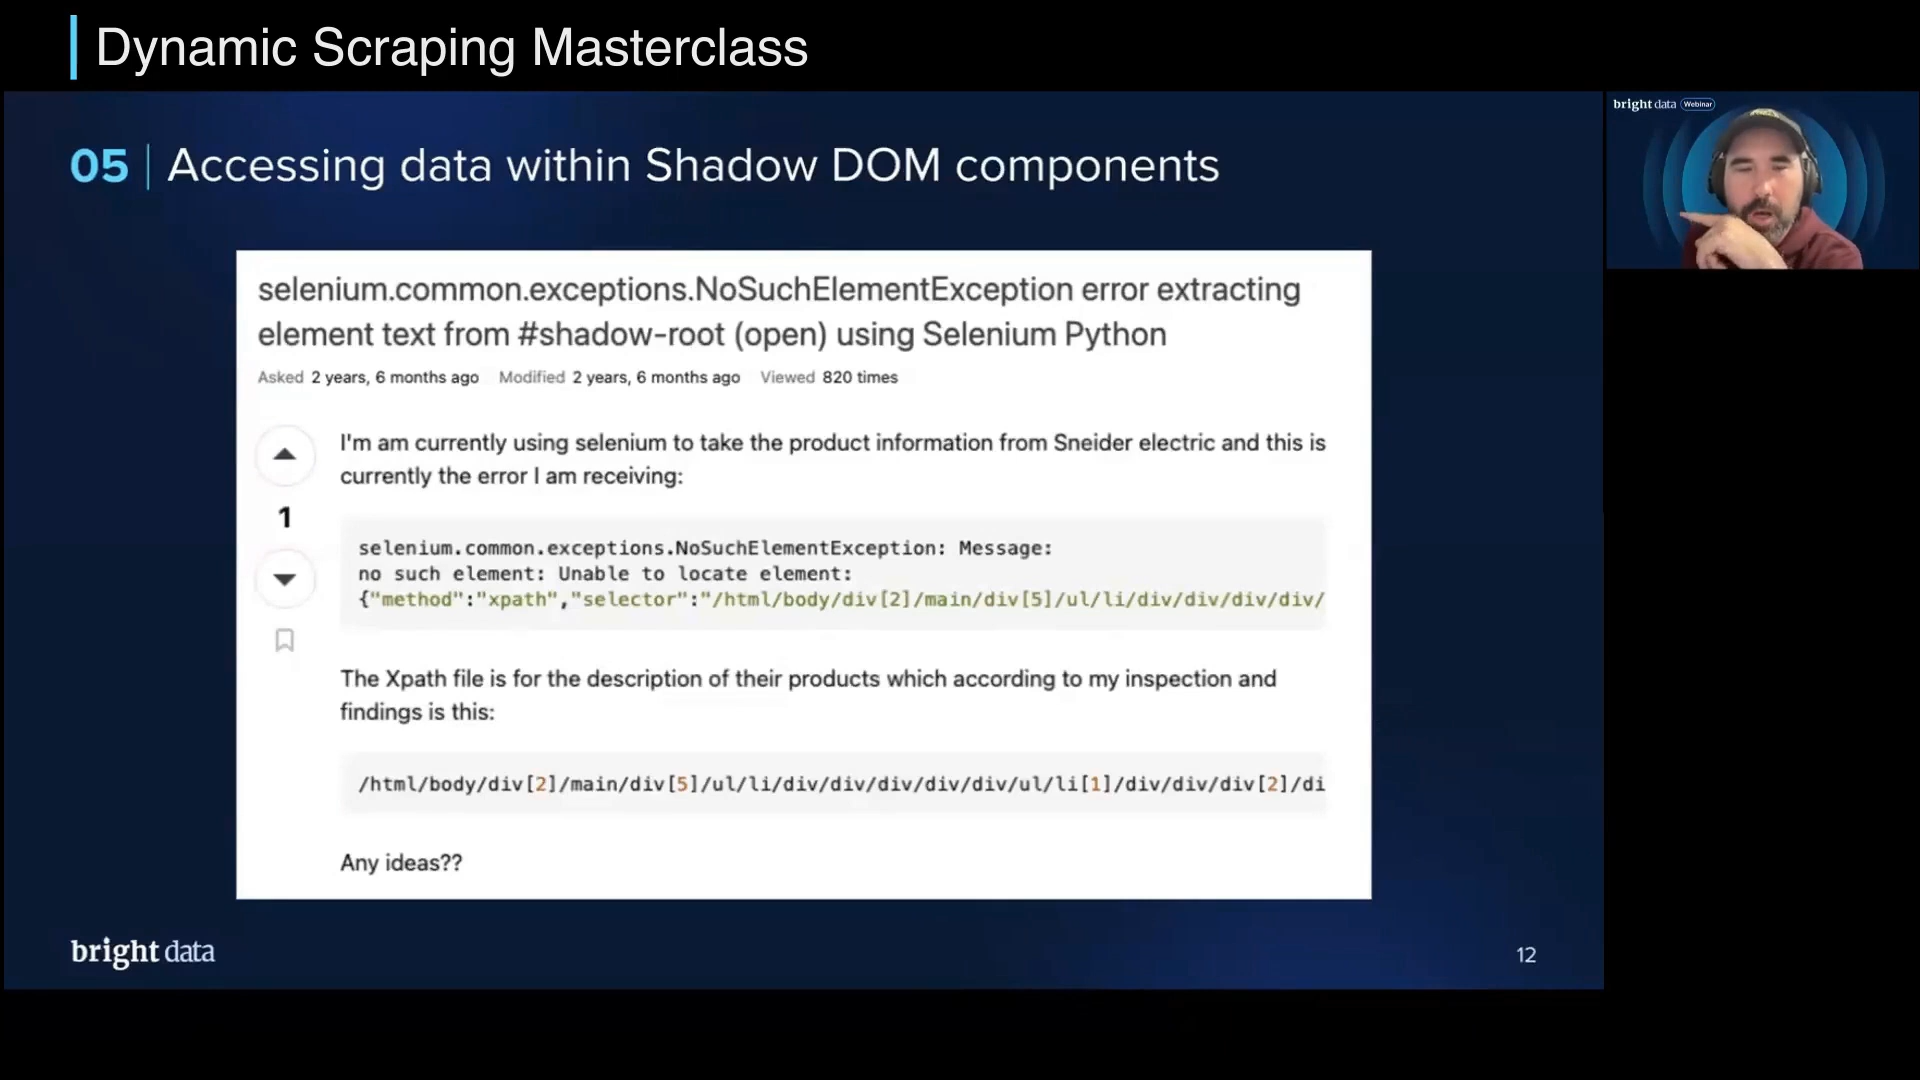 Dynamic Scraping Masterclass
bright data Webinar
05 | Accessing data within Shadow DOM components
selenium.common.exceptions.NoSuchElementException error extracting
element text from #shadow-root (open) using Selenium Python
Asked 2 years, 6 months ago Modified 2 years, 6 months ago Viewed 820 times
I'm am currently using selenium to take the product information from Sneider electric and this is
currently the error I am receiving:
1
selenium.common.exceptions.NoSuchElementException: Message:
no such element: Unable to locate element:
{"method":"xpath","selector":"/html/body/div[2]/main/div[5]/ul/li/div/div/div/div/
The Xpath file is for the description of their products which according to my inspection and
findings is this:
/html/body/div[2]/main/div[5]/ul/li/div/div/div/div/div/ul/li[1]/div/div/div[2]/di
Any ideas??
bright data
12